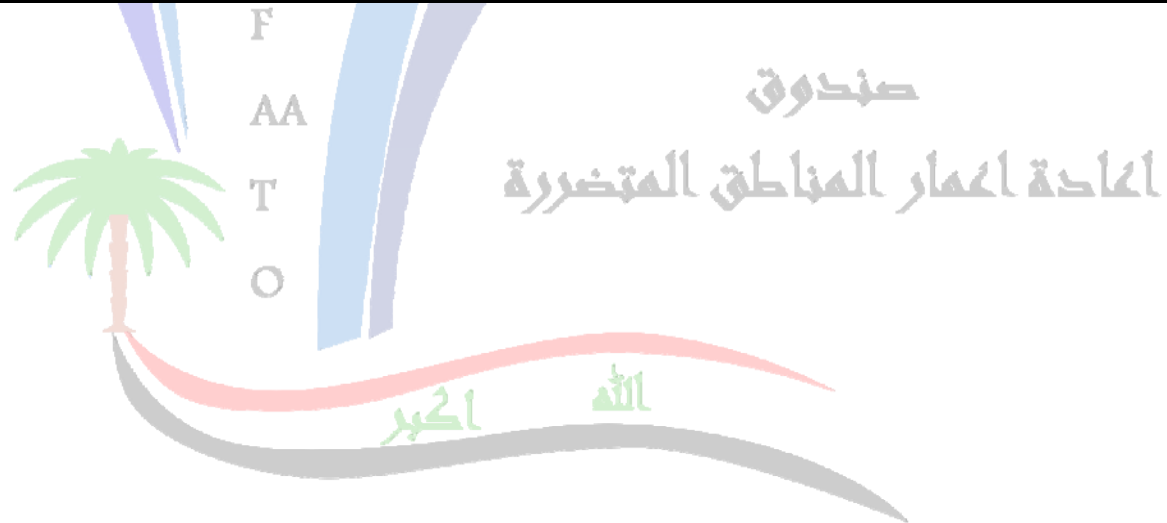 F
AA
T
O
صندوق
اعادة اعمار المناطق المتضررة
الله
اكبر